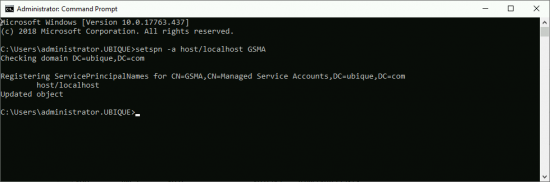 Administrator: Command Prompt
Microsoft Windows [Version 10.0.17763.437]
(c) 2018 Microsoft Corporation. All rights reserved.
C:\Users\administrator.UBIQUE>setspn -a host/localhost GSMA
Checking domain DC=ubique,DC=com
Registering ServicePrincipalNames for CN=GSMA,CN=Managed Service Accounts,DC=ubique,DC=com
host/localhost
Updated object
C:\Users\administrator.UBIQUE>